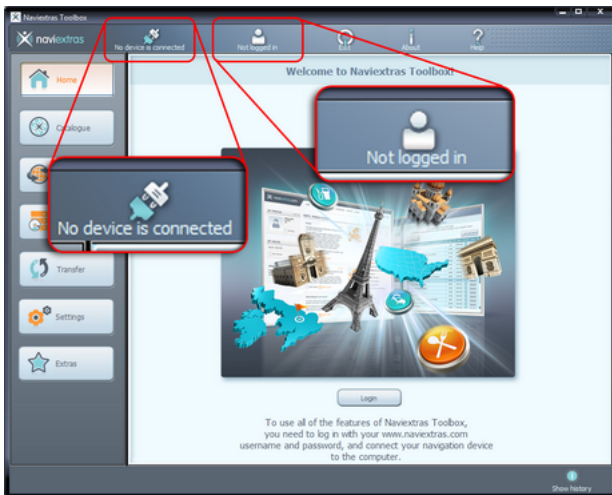 Naviextras Toolbox
naviextras
No device is connected
Not logged in
Exit
About
Help
Home
Welcome to Naviextras Toolbox!
Catalogue
Not logged in
No device is connected
Transfer
Settings
Extras
Login
To use all of the features of Naviextras Toolbox,
you need to log in with your www.naviextras.com
username and password, and connect your navigation device
to the computer.
Show history